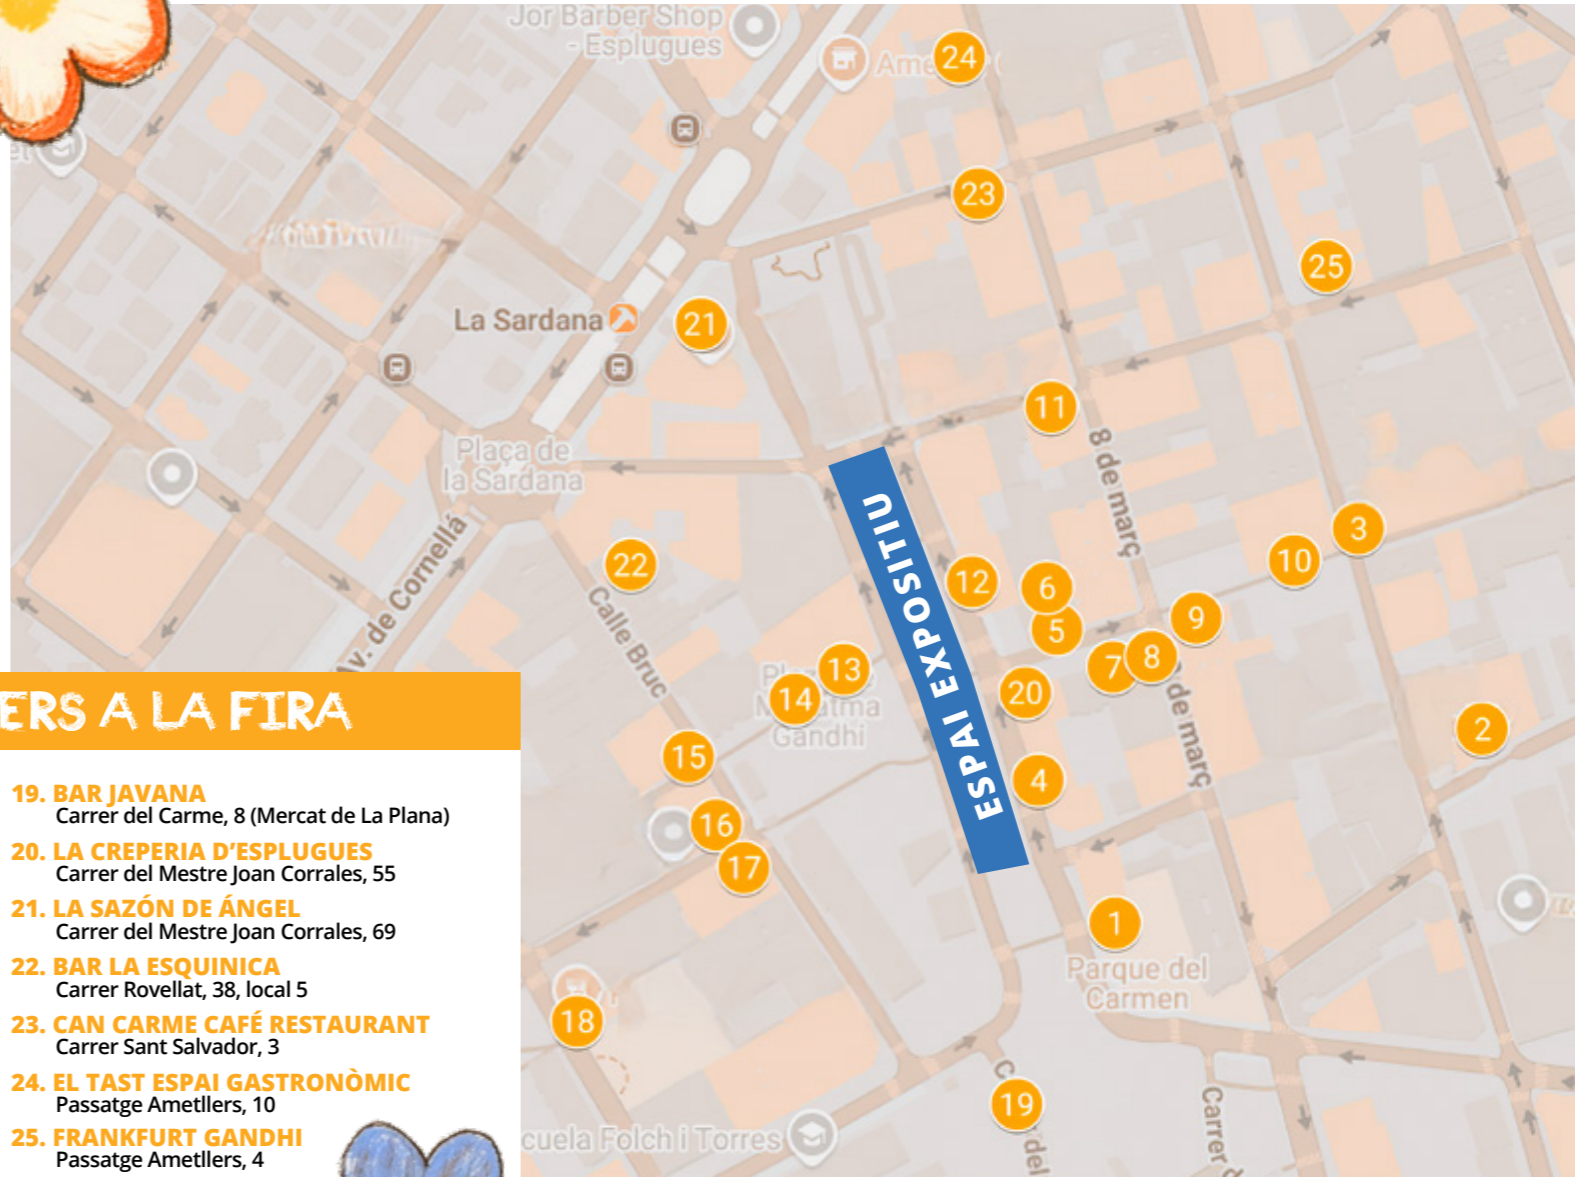 Jor Barber Shop
- Esplugues
24
23
25
La Sardana
21
11
8 de març
Plaça de
la Sardana
ESPAI EXPOSITIU
3
10
22
12
6
Av. de Cornellá
Calle Bruc
5
9
7
8
13
14
20
Gandhi
de març
2
15
4
16
17
1
Parque del
Carmen
18
19
del
cuela Folch i Torres
Carrer
ERS A LA FIRA
19. BAR JAVANA
Carrer del Carme, 8 (Mercat de La Plana)
20. LA CREPERIA D'ESPLUGUES
Carrer del Mestre Joan Corrales, 55
21. LA SAZÓN DE ÁNGEL
Carrer del Mestre Joan Corrales, 69
22. BAR LA ESQUINICA
Carrer Rovellat, 38, local 5
23. CAN CARME CAFÉ RESTAURANT
Carrer Sant Salvador, 3
24. EL TAST ESPAI GASTRONÒMIC
Passatge Ametllers, 10
25. FRANKFURT GANDHI
Passatge Ametllers, 4